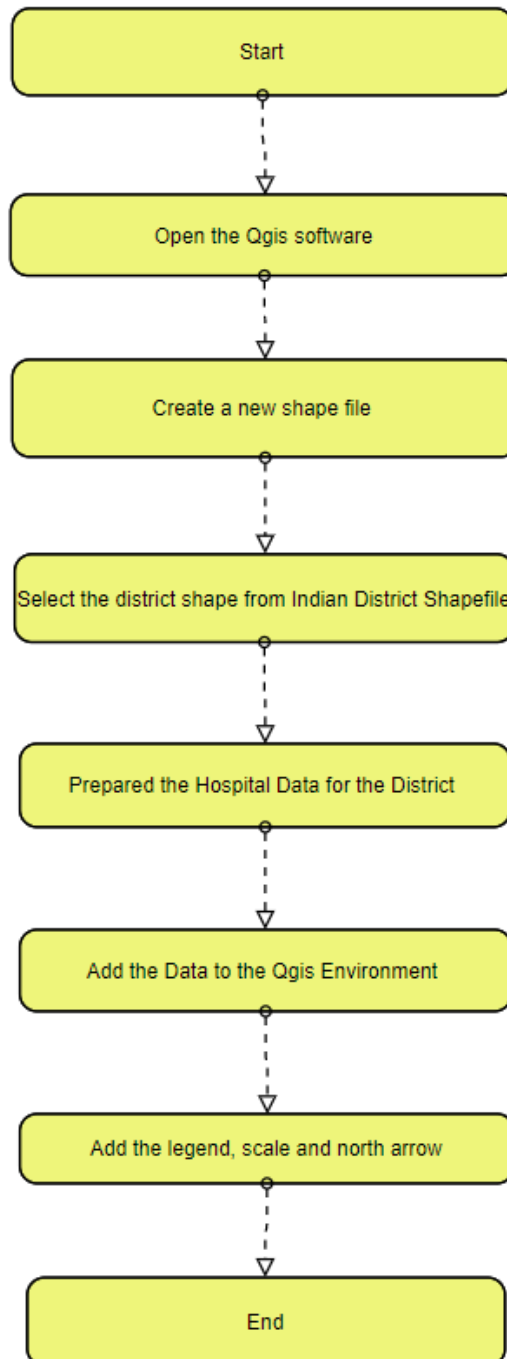 Start
Open the Qgis software
Create a new shape file
Select the district shape from Indian District Shapefile
Prepared the Hospital Data for the District
Add the Data to the Qgis Environment
Add the legend, scale and north arrow
End